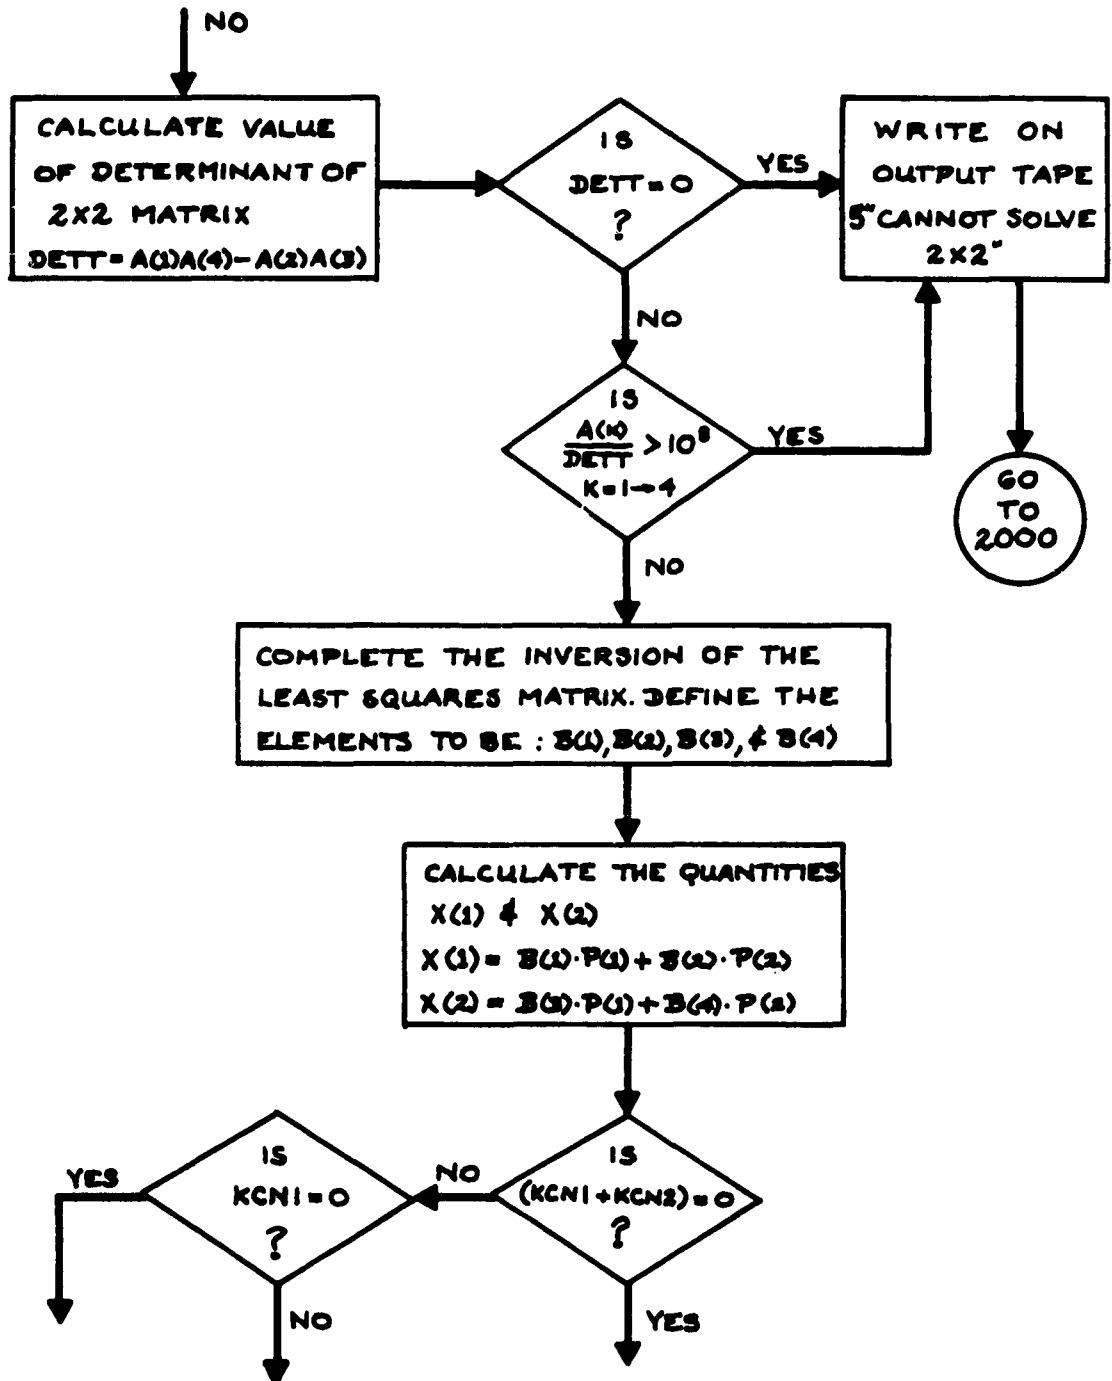 NO
CALCULATE VALUE
OF DETERMINANT OF
2X2 MATRIX
DETT = A(1)A(4) - A(2)A(3)
IS
DETT = 0
?
YES
WRITE ON
OUTPUT TAPE
5" CANNOT SOLVE
2X2"
NO
IS
A(K)
DETT > 10⁸
K = 1 → 4
YES
GO
TO
2000
NO
COMPLETE THE INVERSION OF THE
LEAST SQUARES MATRIX. DEFINE THE
ELEMENTS TO BE : B(1), B(2), B(3), & B(4)
CALCULATE THE QUANTITIES
X(1) & X(2)
X(1) = B(1)·P(1) + B(2)·P(2)
X(2) = B(3)·P(1) + B(4)·P(2)
IS
(KCN1 + KCN2) = 0
?
NO
IS
KCN1 = 0
?
YES
NO
YES